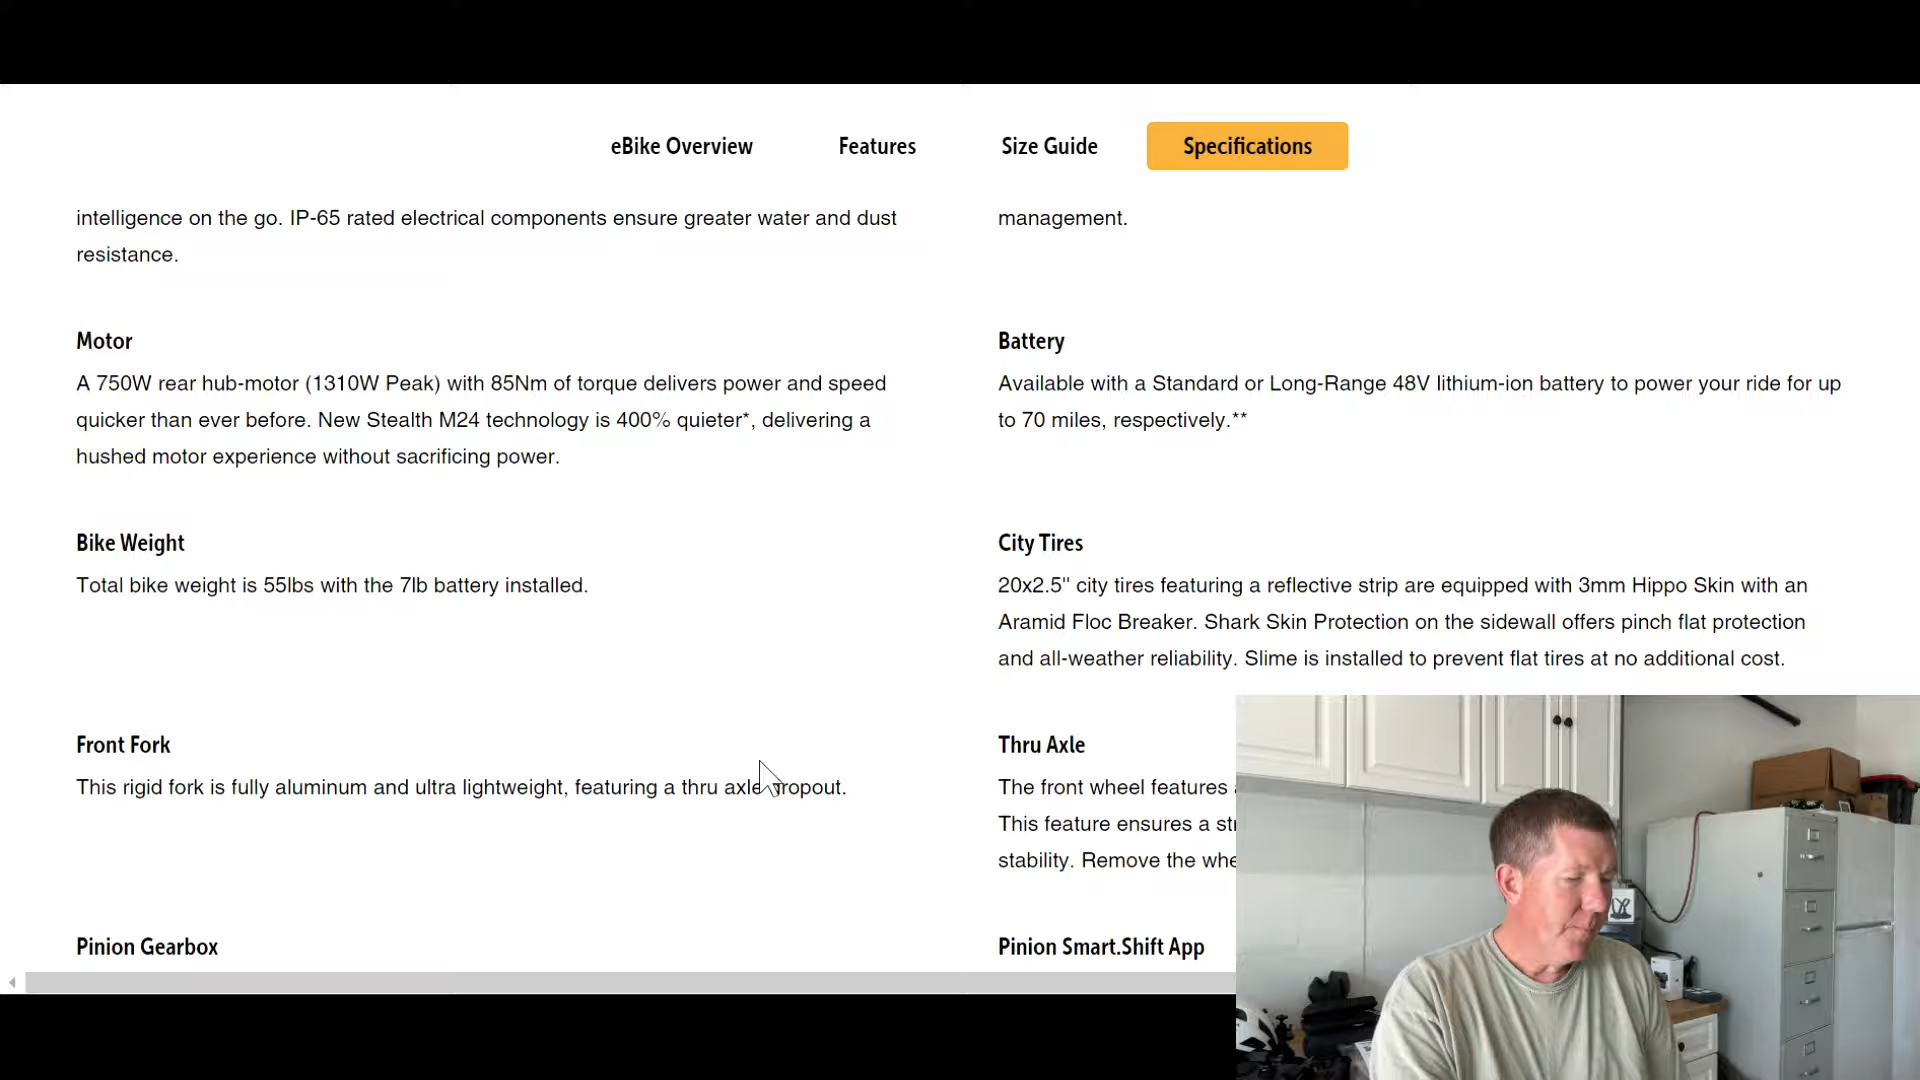 eBike Overview Features Size Guide Specifications
intelligence on the go. IP-65 rated electrical components ensure greater water and dust
resistance.
management.
Motor
A 750W rear hub-motor (1310W Peak) with 85Nm of torque delivers power and speed
quicker than ever before. New Stealth M24 technology is 400% quieter*, delivering a
hushed motor experience without sacrificing power.
Battery
Available with a Standard or Long-Range 48V lithium-ion battery to power your ride for up
to 70 miles, respectively.**
Bike Weight
Total bike weight is 55lbs with the 7lb battery installed.
City Tires
20x2.5" city tires featuring a reflective strip are equipped with 3mm Hippo Skin with an
Aramid Floc Breaker. Shark Skin Protection on the sidewall offers pinch flat protection
and all-weather reliability. Slime is installed to prevent flat tires at no additional cost.
Front Fork
This rigid fork is fully aluminum and ultra lightweight, featuring a thru axle dropout.
Thru Axle
The front wheel features
This feature ensures a
stability. Remove the
Pinion Gearbox
Pinion Smart.Shift App